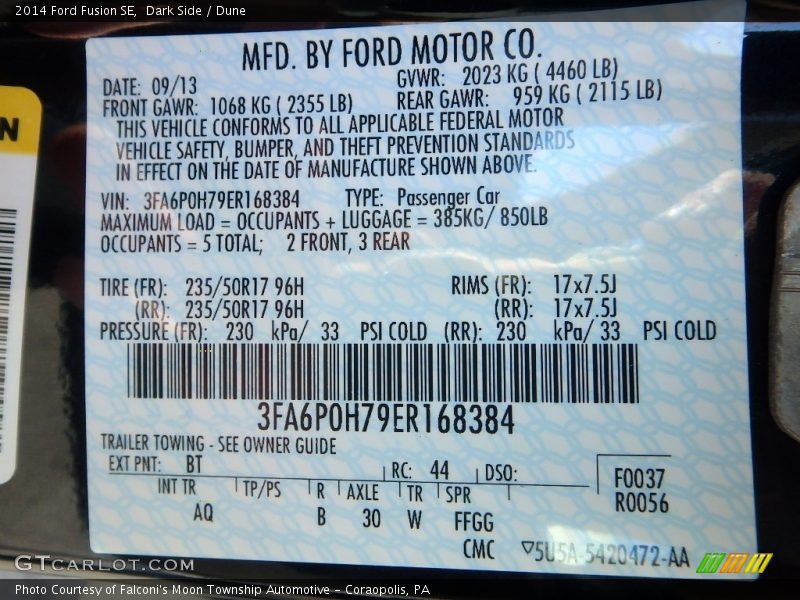 2014 Ford Fusion SE, Dark Side / Dune
N
MFD. BY FORD MOTOR CO.
DATE: 09/13 GVWR: 2023 KG ( 4460 LB)
FRONT GAWR: 1068 KG ( 2355 LB) REAR GAWR: 959 KG ( 2115 LB)
THIS VEHICLE CONFORMS TO ALL APPLICABLE FEDERAL MOTOR
VEHICLE SAFETY, BUMPER, AND THEFT PREVENTION STANDARDS
IN EFFECT ON THE DATE OF MANUFACTURE SHOWN ABOVE.
VIN: 3FA6P0H79ER168384 TYPE: Passenger Car
MAXIMUM LOAD = OCCUPANTS + LUGGAGE = 385KG/ 850LB
OCCUPANTS = 5 TOTAL; 2 FRONT, 3 REAR
TIRE (FR): 235/50R17 96H RIMS (FR): 17x7.5J
(RR): 235/50R17 96H (RR): 17x7.5J
PRESSURE (FR): 230 kPa/ 33 PSI COLD (RR): 230 kPa/ 33 PSI COLD
3FA6P0H79ER168384
TRAILER TOWING - SEE OWNER GUIDE
EXT PNT: BT RC: 44 DSO: F0037
INT TR TP/PS R AXLE TR SPR R0056
AQ B 30 W FFGG
CMC 5U5A-5420472-AA
GTCARLOT.COM
Photo Courtesy of Falconi's Moon Township Automotive - Coraopolis, PA